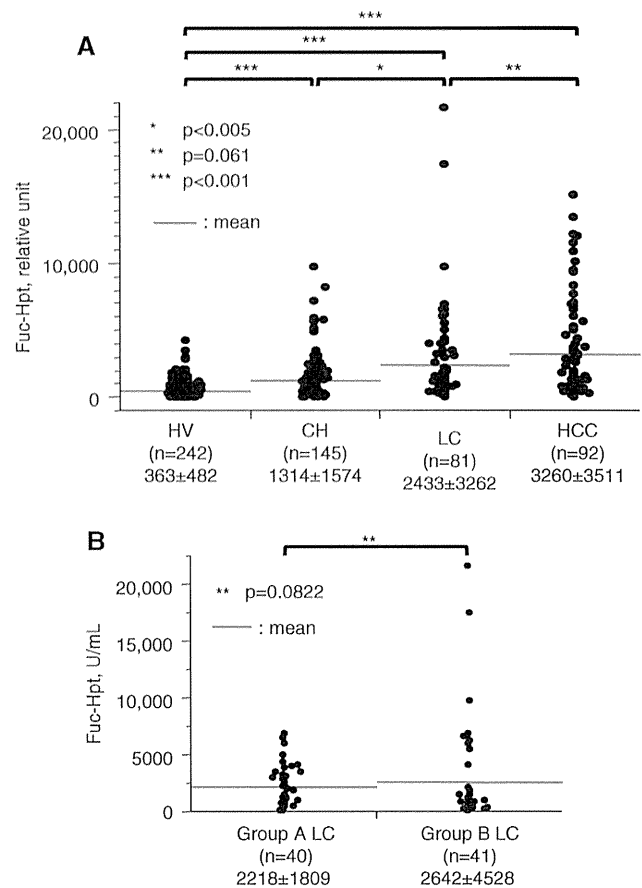 A
***
***
*** * **
* p<0.005
** p=0.061
*** p<0.001
: mean
Fuc-Hpt, relative unit
20,000
10,000
0
HV CH LC HCC
(n=242) (n=145) (n=81) (n=92)
363±482 1314±1574 2433±3262 3260±3511
B
**
** p=0.0822
: mean
Fuc-Hpt, U/mL
20,000
15,000
10,000
5000
0
Group A LC Group B LC
(n=40) (n=41)
2218±1809 2642±4528